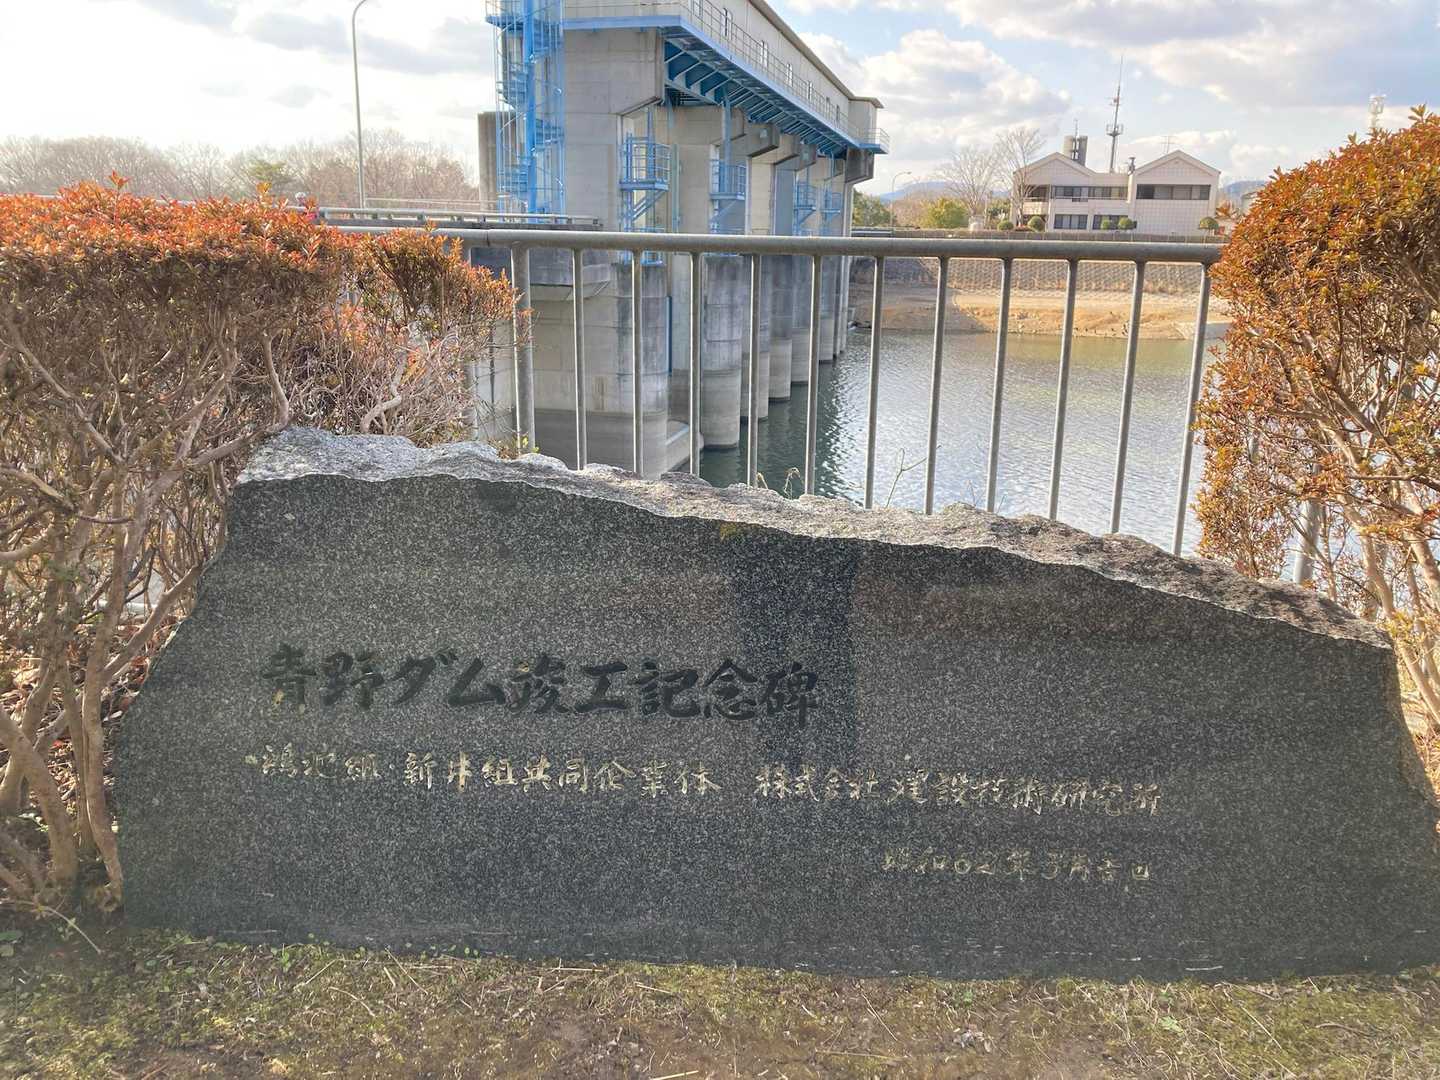 青野ダム竣工記念碑
鴻池組・新井組共同企業体 株式会社建設技術研究所
昭和62年3月吉日